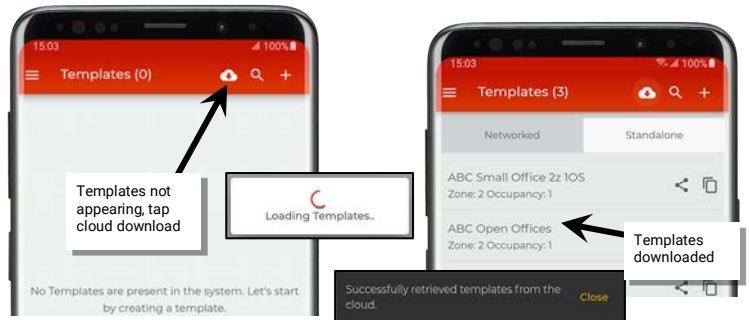 15:03
100%
Templates (0)
Templates not
appearing, tap
cloud download
No Templates are present in the system. Let's start
by creating a template.
Loading Templates..
15:03
100%
Templates (3)
Networked
Standalone
ABC Small Office 2z 1OS
Zone: 2 Occupancy: 1
ABC Open Offices
Zone: 2 Occupancy: 1
Templates
downloaded
Successfully retrieved templates from the
cloud.
Close